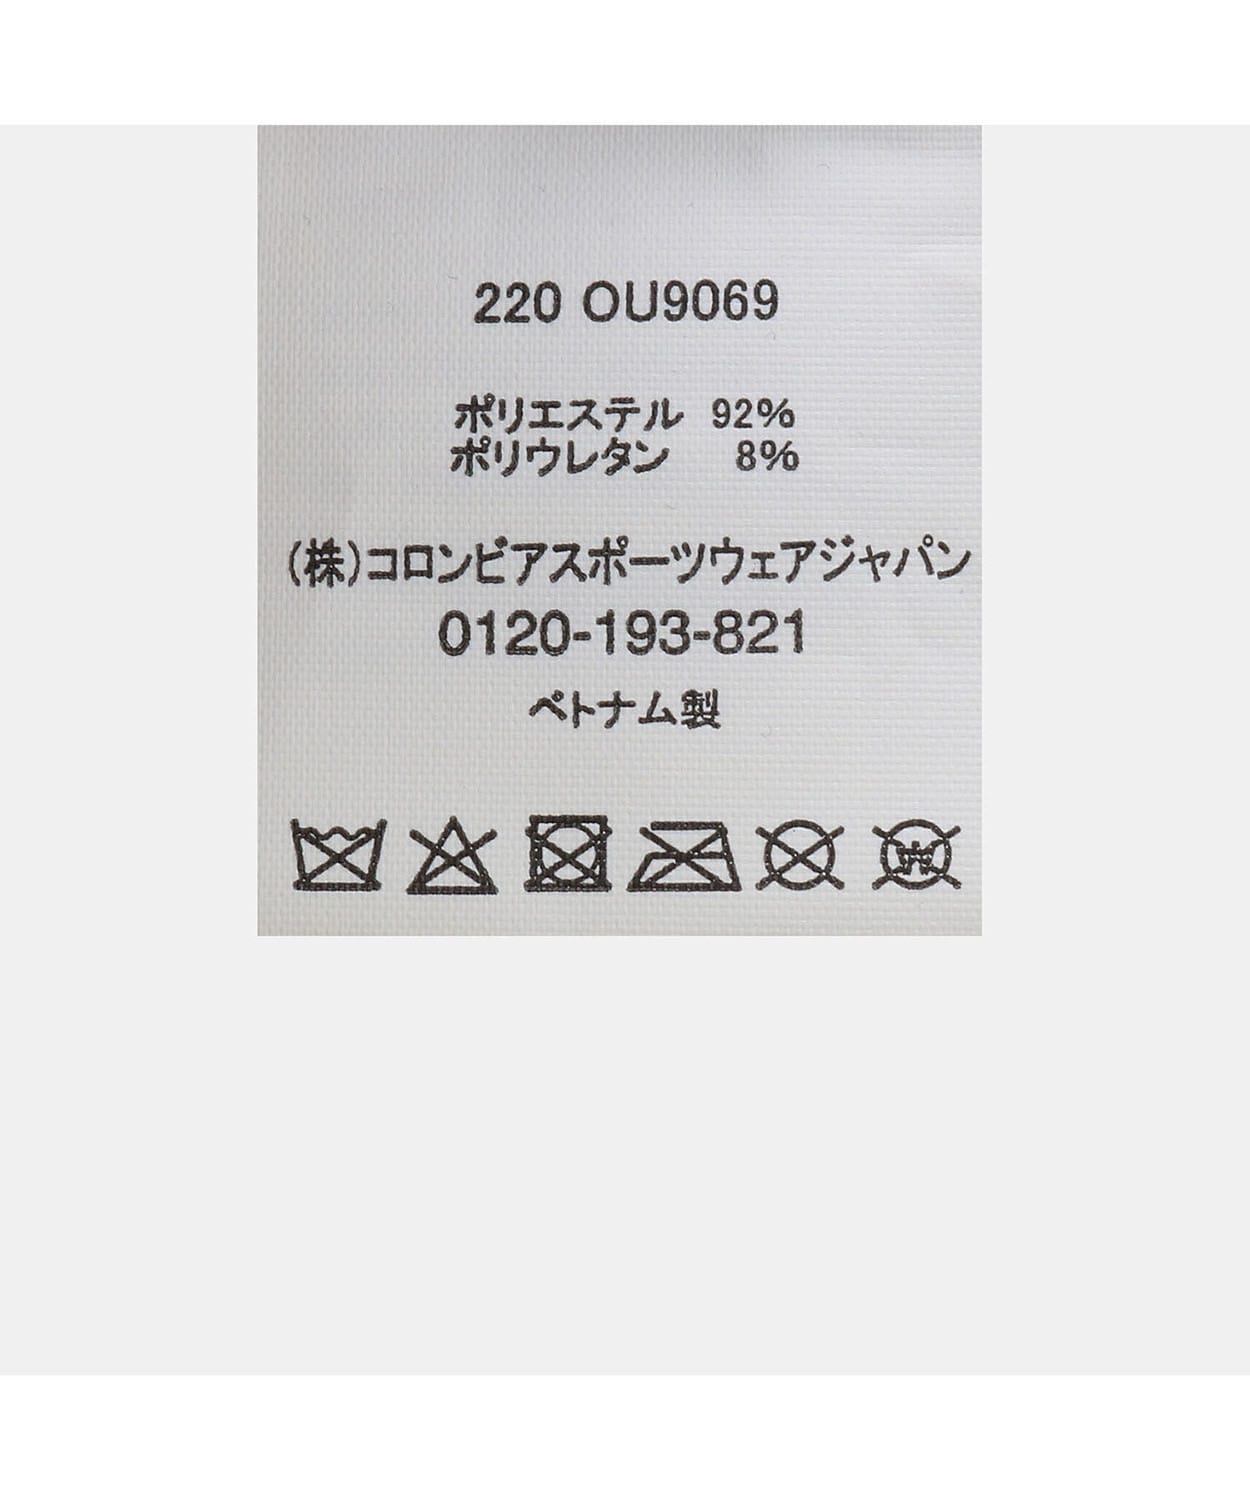 220 OU9069
ポリエステル 92%
ポリウレタン 8%
(株)コロンビアスポーツウェアジャパン
0120-193-821
ベトナム製
W